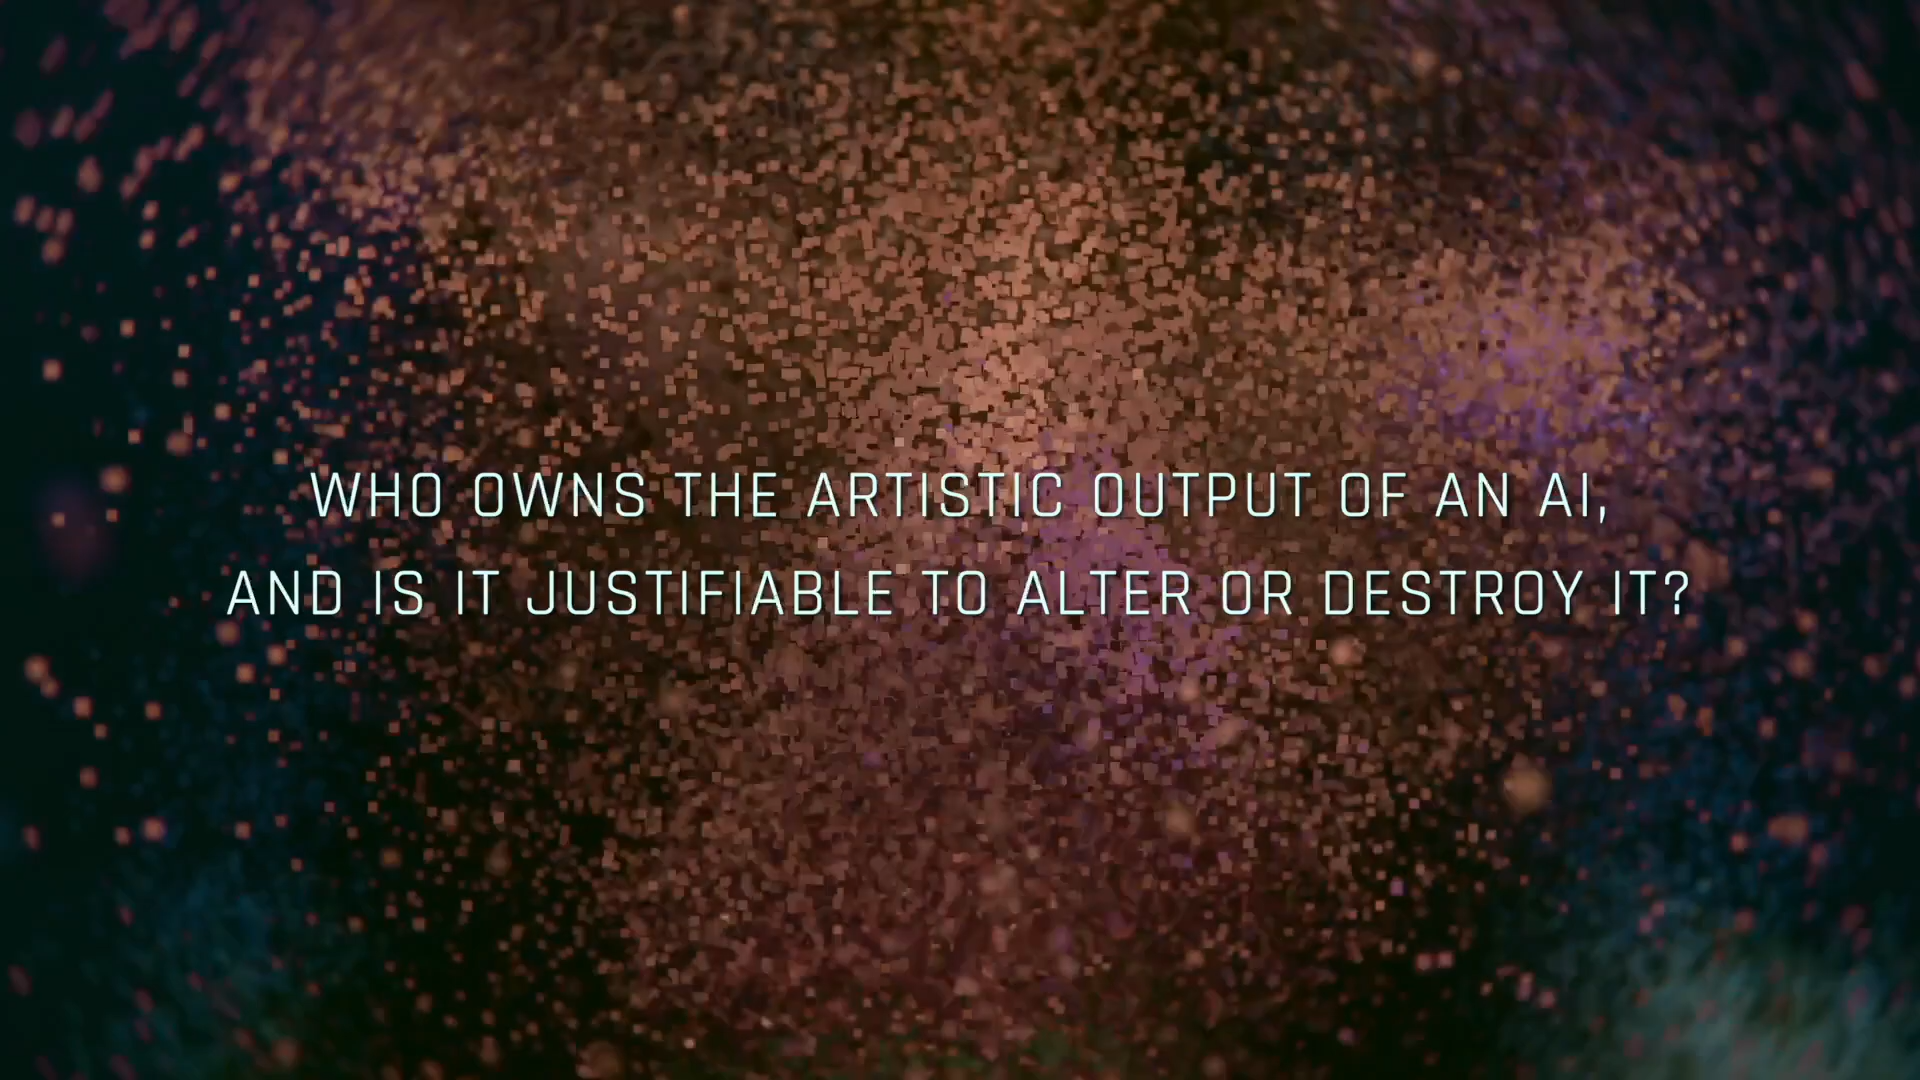 WHO OWNS THE ARTISTIC OUTPUT OF AN AI,
AND IS IT JUSTIFIABLE TO ALTER OR DESTROY IT?